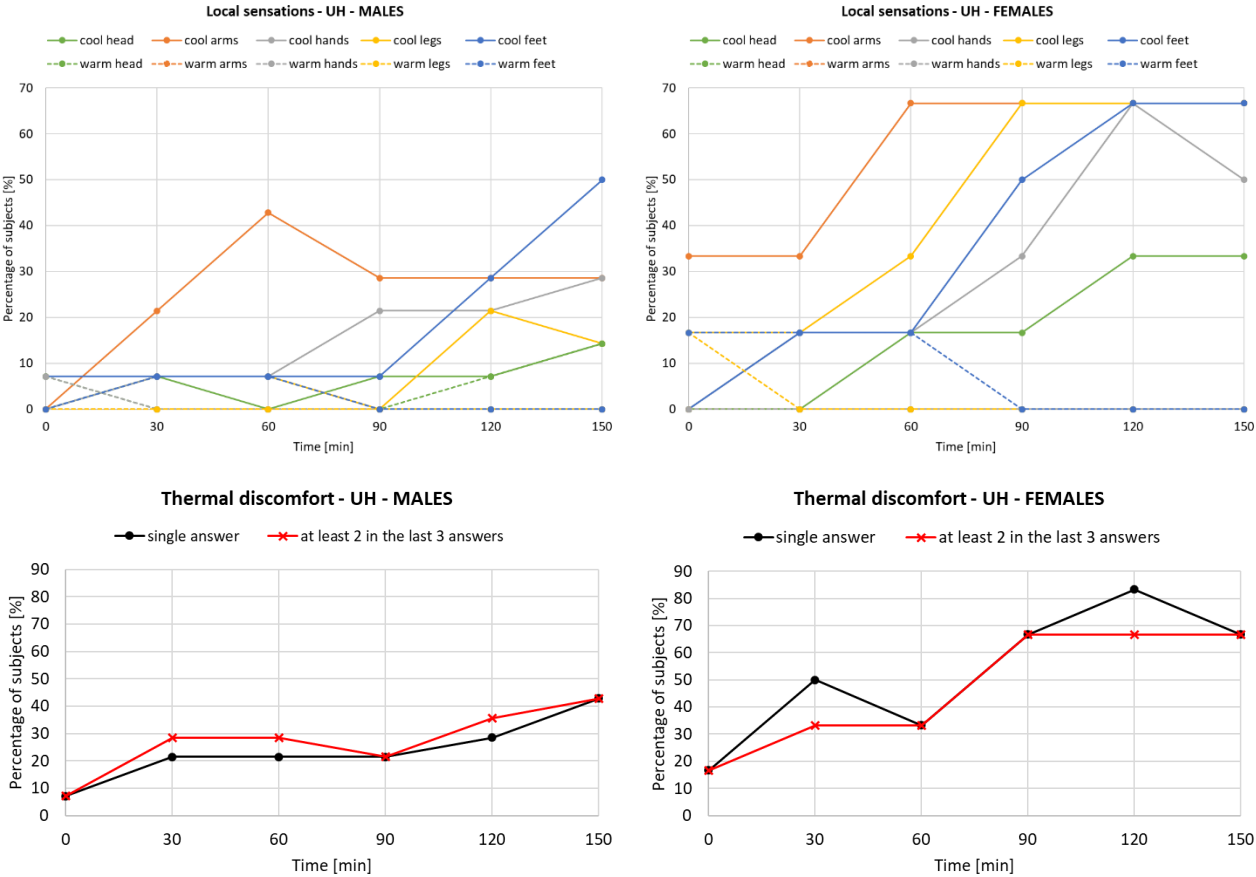 Local sensations - UH - MALES
cool head cool arms cool hands cool legs cool feet
warm head warm arms warm hands warm legs warm feet
Percentage of subjects [%]
70
60
50
40
30
20
10
0
0 30 60 90 120 150
Time [min]
Local sensations - UH - FEMALES
cool head cool arms cool hands cool legs cool feet
warm head warm arms warm hands warm legs warm feet
Percentage of subjects [%]
70
60
50
40
30
20
10
0
0 30 60 90 120 150
Time [min]
Thermal discomfort - UH - MALES
single answer at least 2 in the last 3 answers
Percentage of subjects [%]
90
80
70
60
50
40
30
20
10
0
0 30 60 90 120 150
Time [min]
Thermal discomfort - UH - FEMALES
single answer at least 2 in the last 3 answers
Percentage of subjects [%]
90
80
70
60
50
40
30
20
10
0
0 30 60 90 120 150
Time [min]